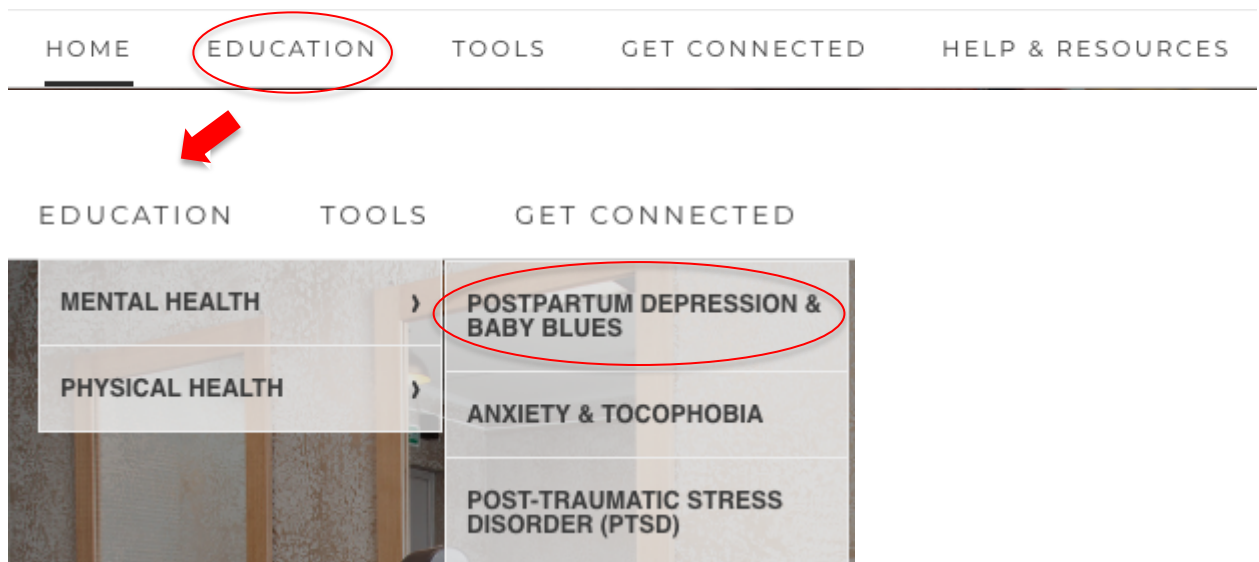 HOME EDUCATION TOOLS GET CONNECTED HELP & RESOURCES
EDUCATION TOOLS GET CONNECTED
MENTAL HEALTH ›
PHYSICAL HEALTH ›
POSTPARTUM DEPRESSION &
BABY BLUES
ANXIETY & TOCOPHOBIA
POST-TRAUMATIC STRESS
DISORDER (PTSD)